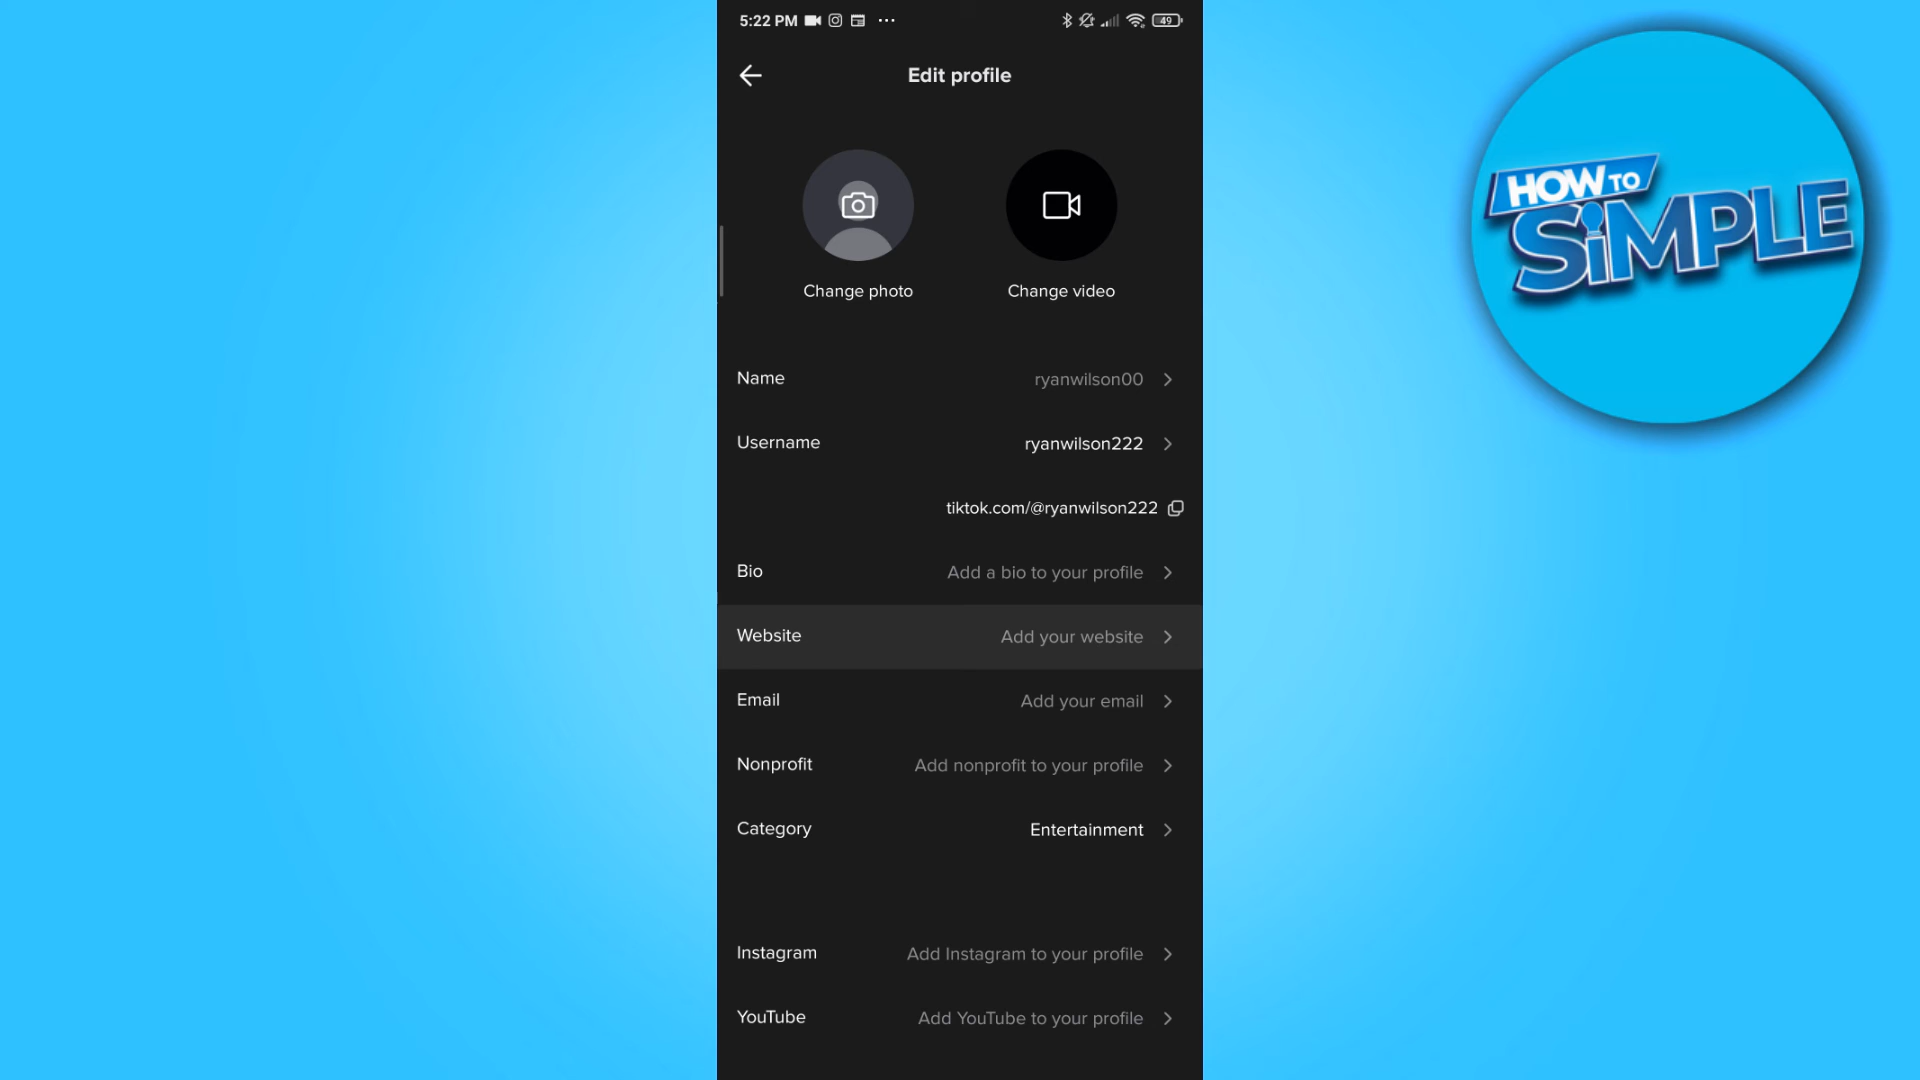 5:22 PM
49
Edit profile
HOW TO
SiMPLE
Change photo
Change video
Name ryanwilson00
Username ryanwilson222
tiktok.com/@ryanwilson222
Bio Add a bio to your profile
Website Add your website
Email Add your email
Nonprofit Add nonprofit to your profile
Category Entertainment
Instagram Add Instagram to your profile
YouTube Add YouTube to your profile